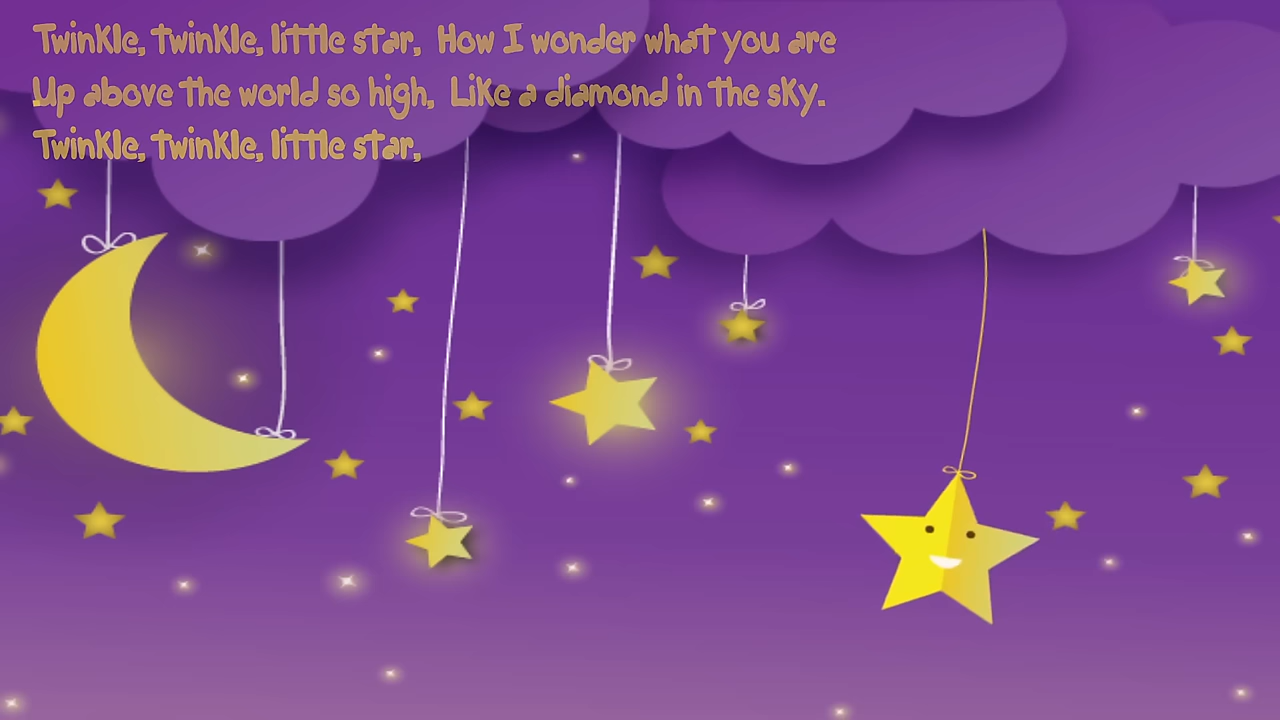 Twinkle, twinkle, little star, How I wonder what you are
Up above the world so high, Like a diamond in the sky.
Twinkle, twinkle, little star,